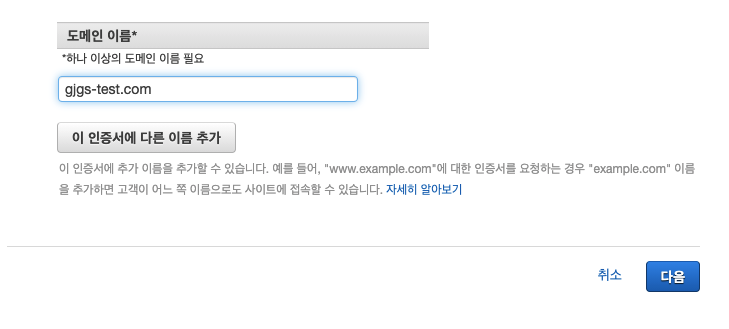 도메인 이름*
*하나 이상의 도메인 이름 필요
gjgs-test.com
이 인증서에 다른 이름 추가
이 인증서에 추가 이름을 추가할 수 있습니다. 예를 들어, "www.example.com"에 대한 인증서를 요청하는 경우 "example.com" 이름
을 추가하면 고객이 어느 쪽 이름으로도 사이트에 접속할 수 있습니다. 자세히 알아보기
취소 다음